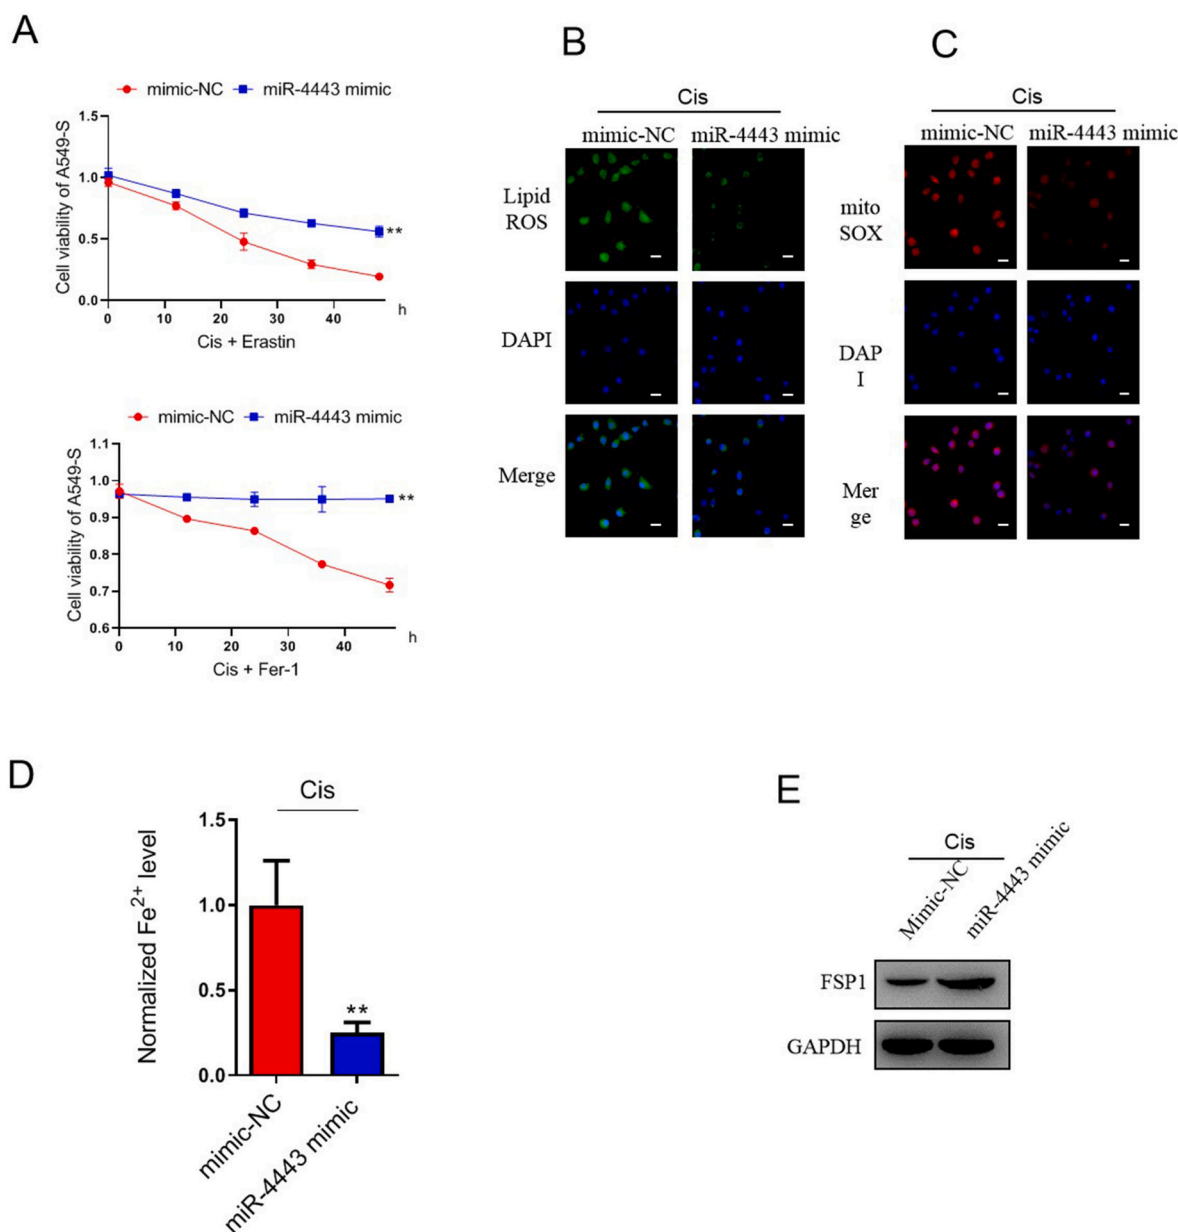 A
mimic-NC miR-4443 mimic
Cell viability of A549-S
1.5
1.0
0.5
0.0
0 10 20 30 40 h
Cis + Erastin
**
mimic-NC miR-4443 mimic
Cell viability of A549-S
1.1
1.0
0.9
0.8
0.7
0.6
0 10 20 30 40 h
Cis + Fer-1
**
B
Cis
mimic-NC miR-4443 mimic
Lipid
ROS
DAPI
Merge
C
Cis
mimic-NC miR-4443 mimic
mito
SOX
DAP
I
Mer
ge
D
Cis
Normalized Fe2+ level
1.5
1.0
0.5
0.0
**
mimic-NC
miR-4443 mimic
E
Cis
Mimic-NC
miR-4443 mimic
FSP1
GAPDH